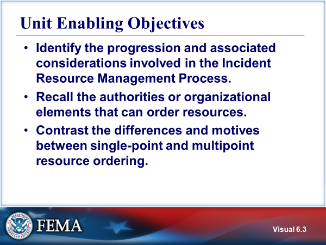 Unit Enabling Objectives
• Identify the progression and associated
considerations involved in the Incident
Resource Management Process.
• Recall the authorities or organizational
elements that can order resources.
• Contrast the differences and motives
between single-point and multipoint
resource ordering.
FEMA
Visual 6.3